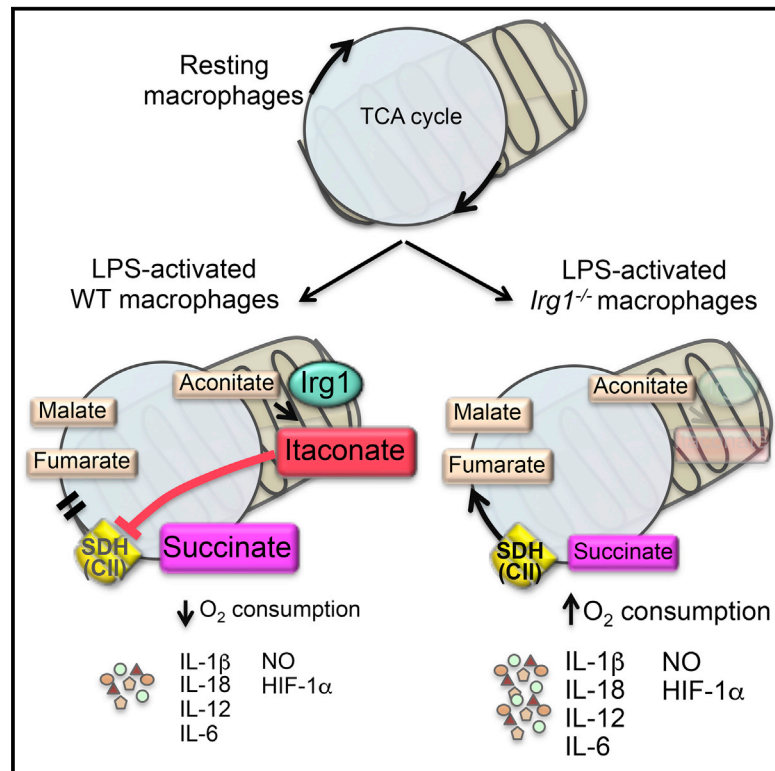 Resting
macrophages
TCA cycle
LPS-activated
WT macrophages
LPS-activated
Irg1-/- macrophages
Aconitate
Irg1
Malate
Itaconate
Fumarate
SDH
(CII)
Succinate
↓ O2 consumption
IL-1β NO
IL-18 HIF-1α
IL-12
IL-6
Aconitate
Malate
Fumarate
SDH
(CII)
Succinate
↑ O2 consumption
IL-1β NO
IL-18 HIF-1α
IL-12
IL-6